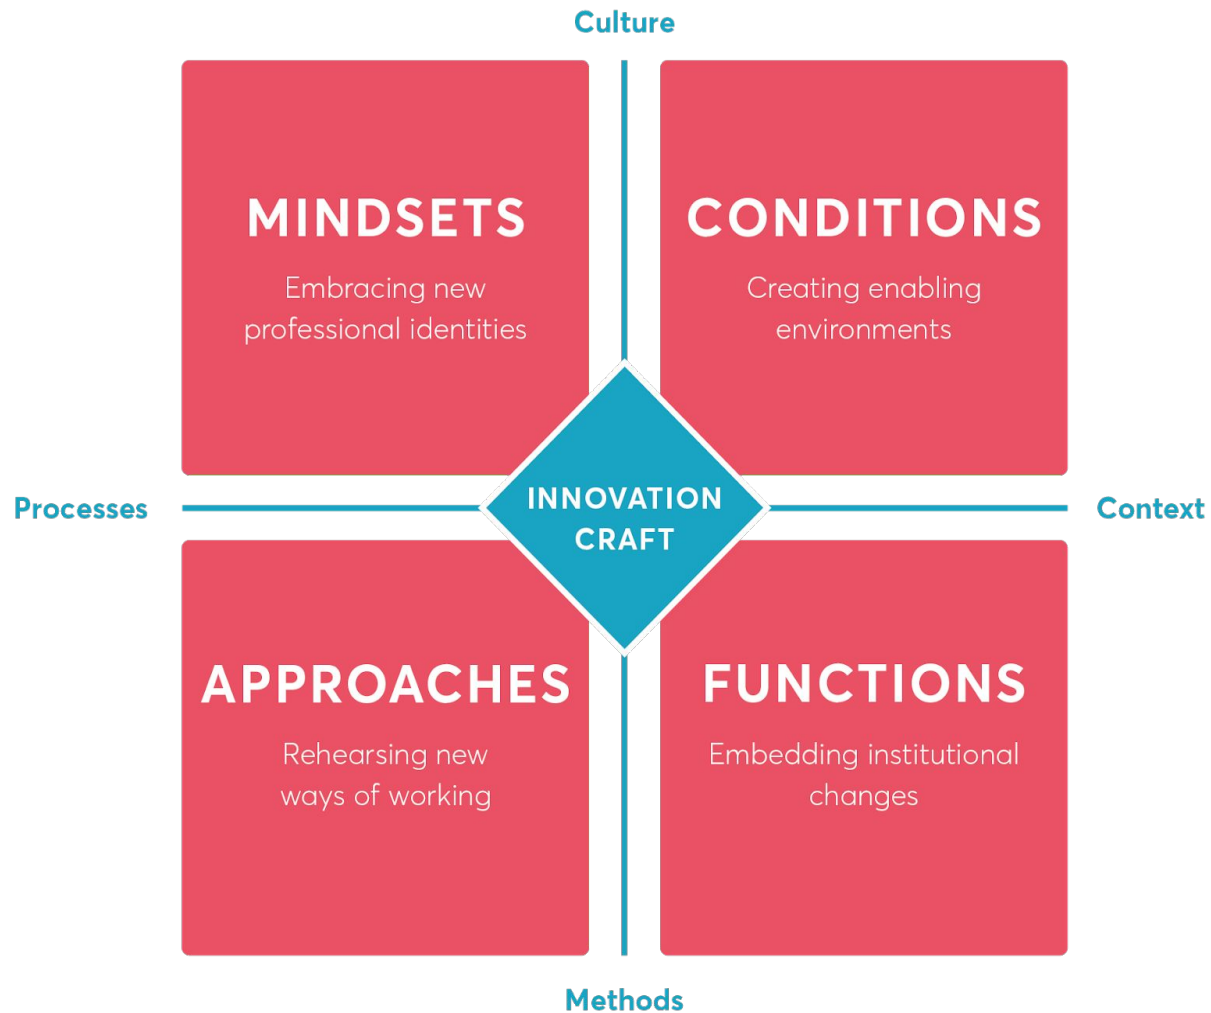 Culture
MINDSETS
Embracing new
professional identities
CONDITIONS
Creating enabling
environments
Processes
INNOVATION
CRAFT
Context
APPROACHES
Rehearsing new
ways of working
FUNCTIONS
Embedding institutional
changes
Methods